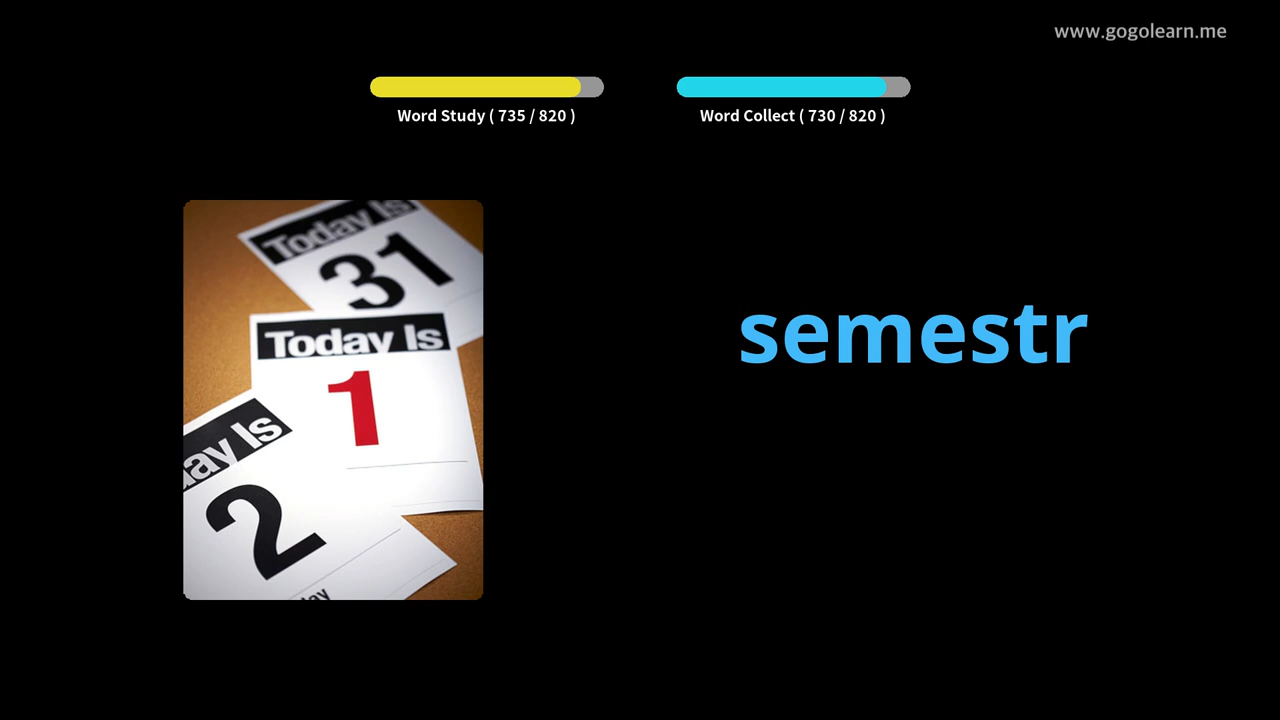 www.gogolearn.me
Word Study ( 735 / 820 )
Word Collect ( 730 / 820 )
Today Is
31
Today Is
1
semestr
ay Is
2
ay